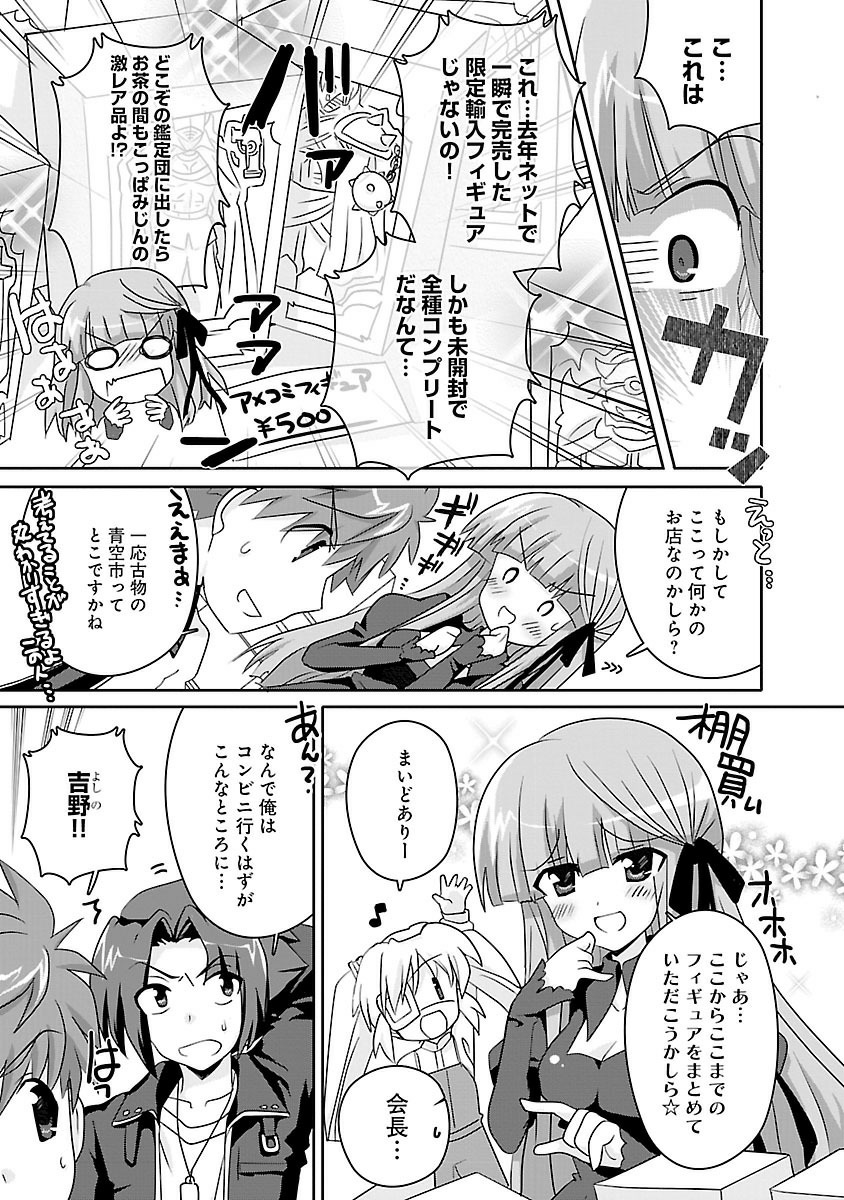 こ…
これは
カッ
これ…去年ネットで
一瞬で完売した
限定輸入フィギュア
じゃないの！
しかも未開封で
全種コンプリート
だなんて…
どこぞの鑑定団に出したら
お茶の間もこっぱみじんの
激レア品よ!?
アメコミフィギュア
¥500
えっと…
もしかして
ここって何かの
お店なのかしら？
ギギギ
ええまぁ…
一応古物の
青空市って
とこですかね
考えてることが
丸わかりすぎるよ
この人…
棚買い
オホホホ
じゃあ…
ここからここまでの
フィギュアをまとめて
いただこうかしら☆
まいどありー
♪
会長…
あん？
なんで俺は
コンビニ行くはずが
こんなところに…
吉野!!
よしの
はっ